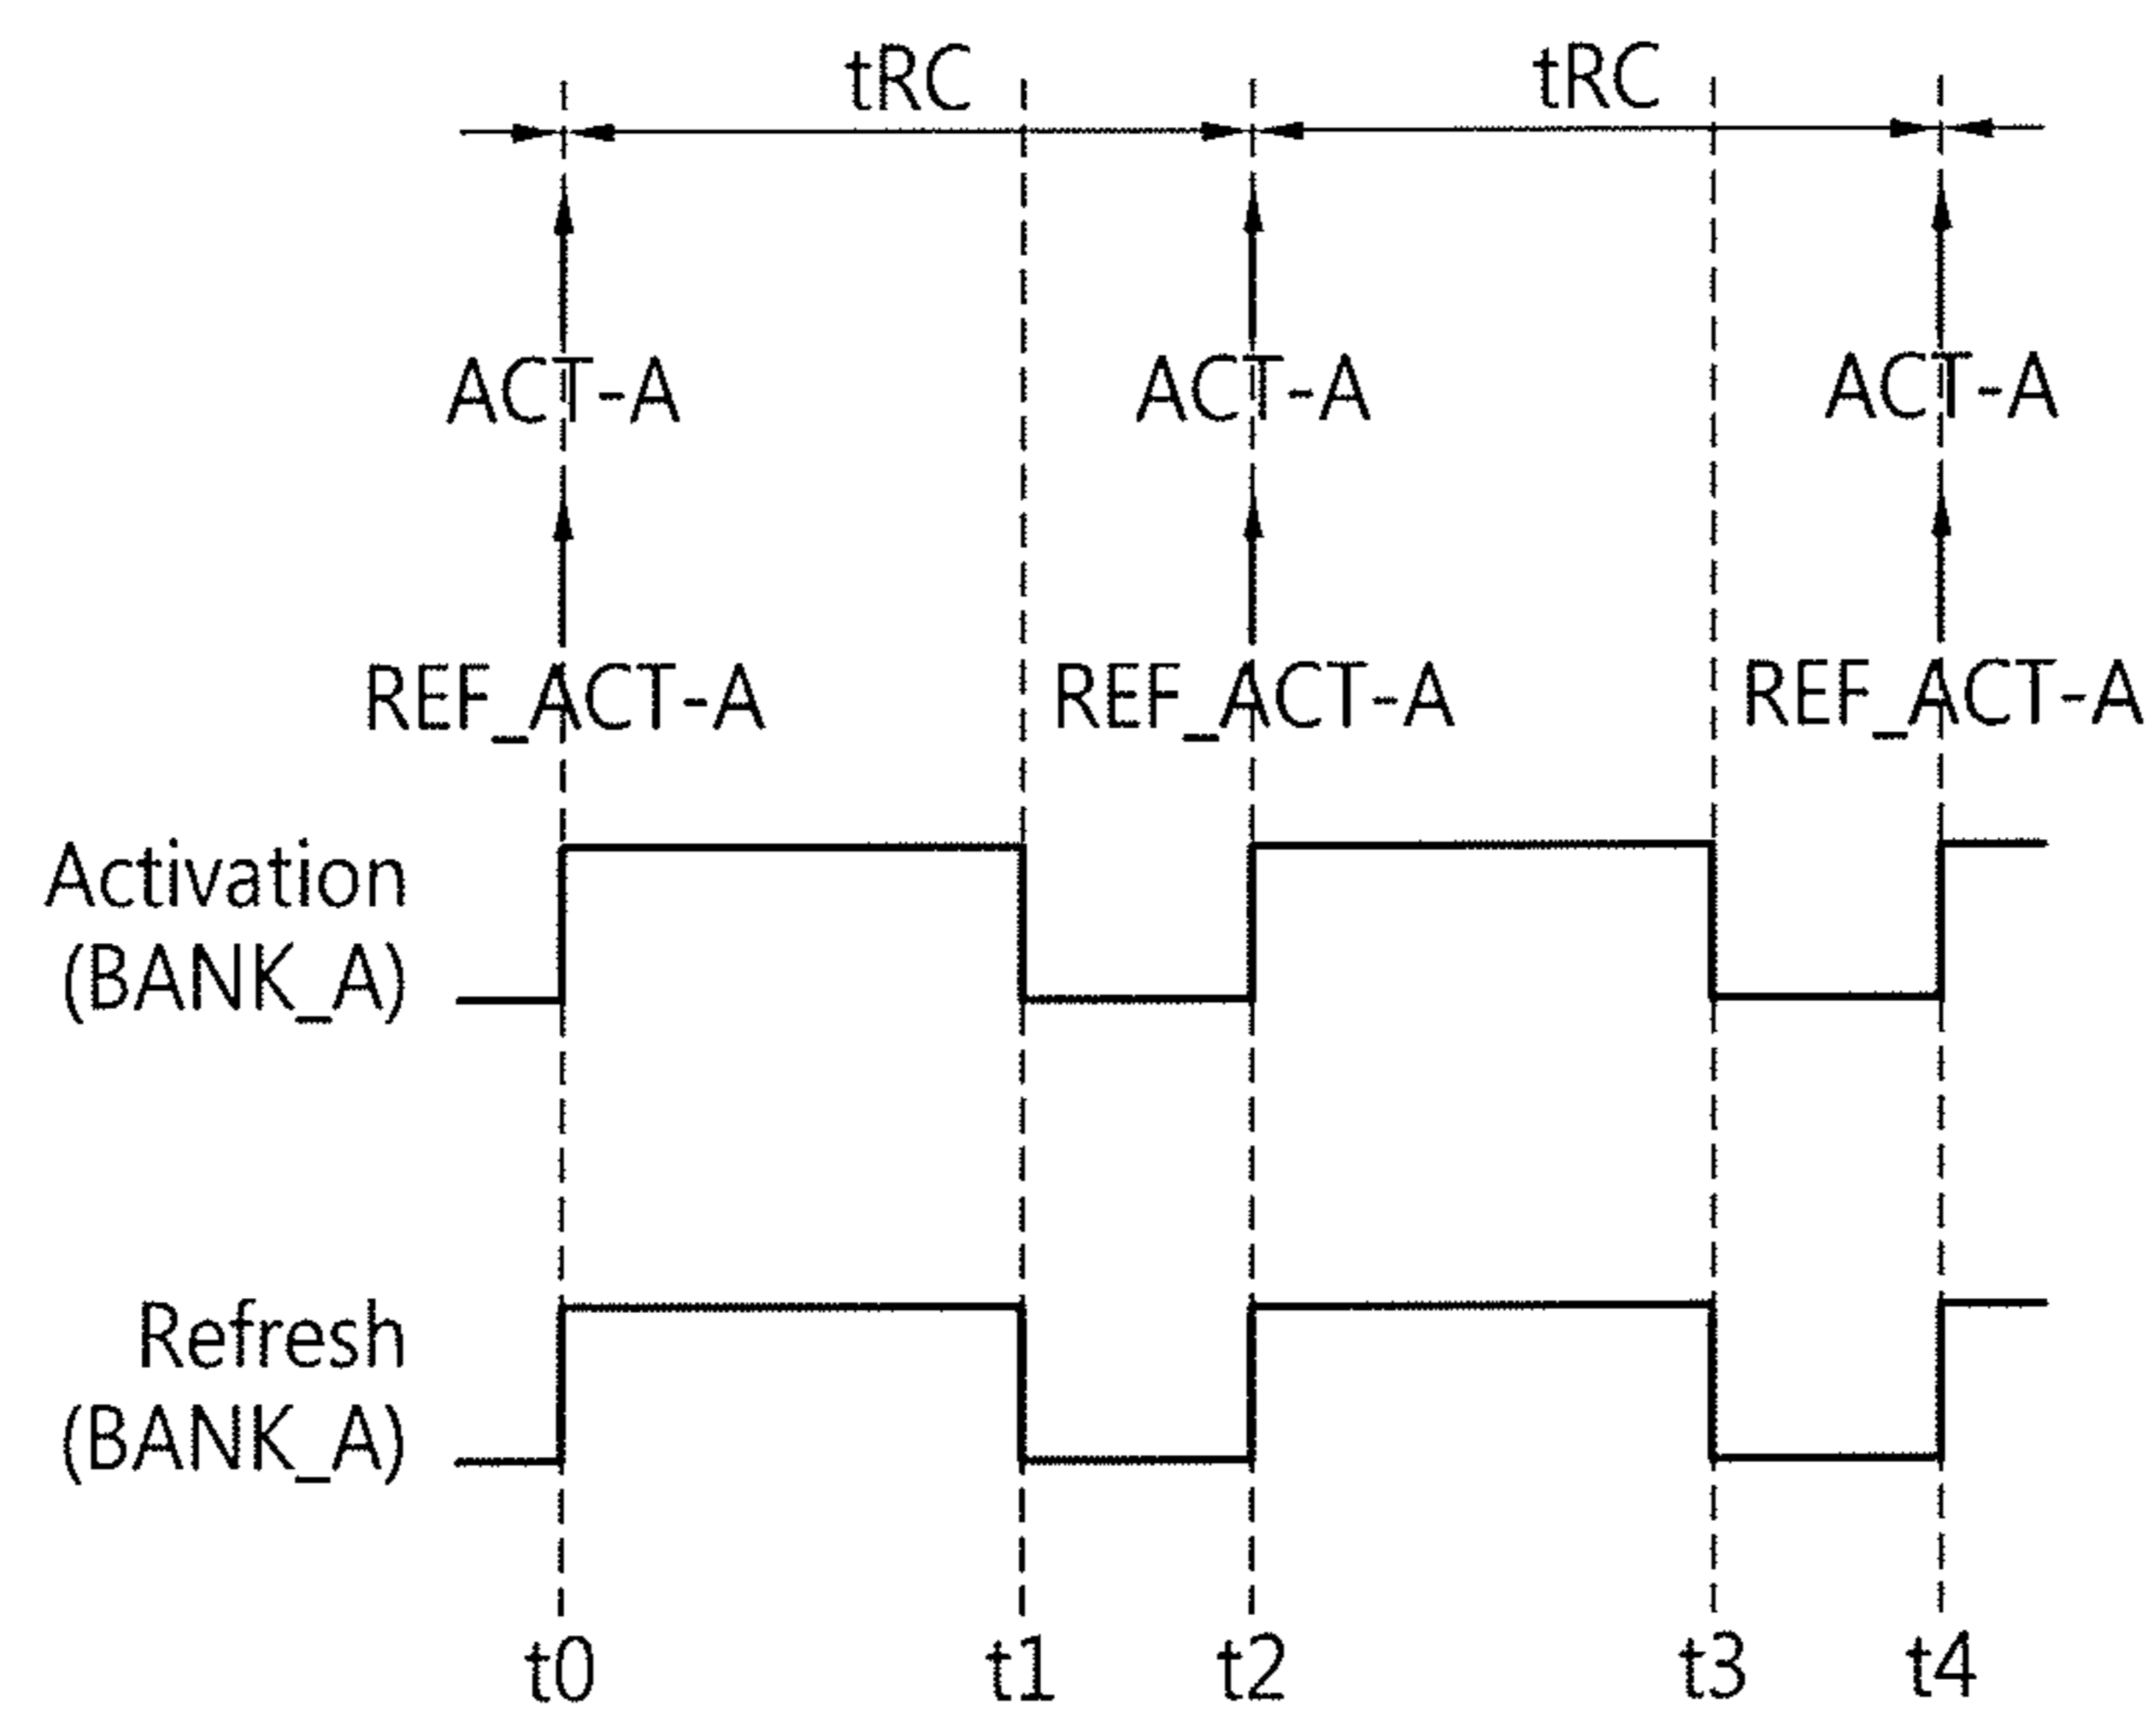 tRC tRC
ACT-A ACT-A ACT-A
REF_ACT-A REF_ACT-A REF_ACT-A
Activation
(BANK_A)
Refresh
(BANK_A)
t0 t1 t2 t3 t4